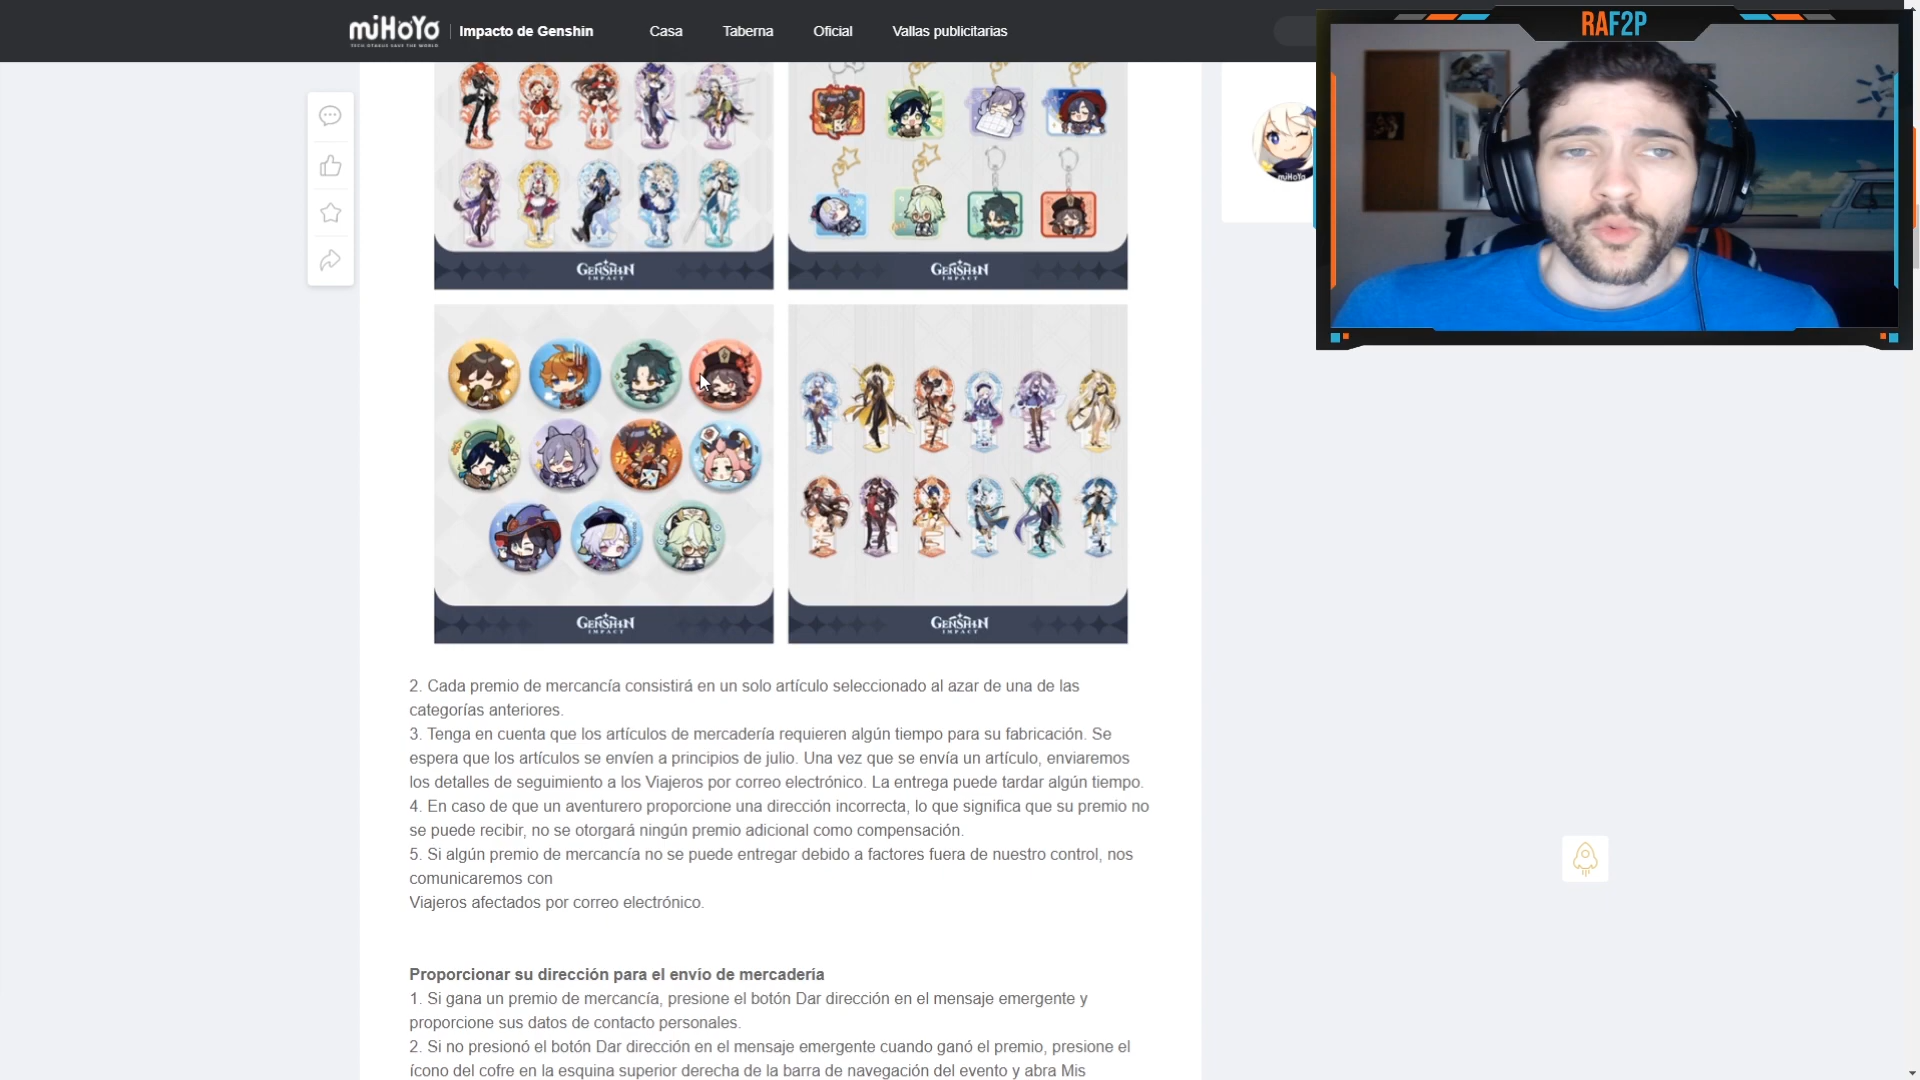 miHoYo
TECH OTAKUS SAVE THE WORLD
Impacto de Genshin
Casa
Taberna
Oficial
Vallas publicitarias
RAF2P
miHoYo
GENSHIN
IMPACT
GENSHIN
IMPACT
GENSHIN
IMPACT
GENSHIN
IMPACT
2. Cada premio de mercancía consistirá en un solo artículo seleccionado al azar de una de las
categorías anteriores.
3. Tenga en cuenta que los artículos de mercadería requieren algún tiempo para su fabricación. Se
espera que los artículos se envíen a principios de julio. Una vez que se envía un artículo, enviaremos
los detalles de seguimiento a los Viajeros por correo electrónico. La entrega puede tardar algún tiempo.
4. En caso de que un aventurero proporcione una dirección incorrecta, lo que significa que su premio no
se puede recibir, no se otorgará ningún premio adicional como compensación.
5. Si algún premio de mercancía no se puede entregar debido a factores fuera de nuestro control, nos
comunicaremos con
Viajeros afectados por correo electrónico.
Proporcionar su dirección para el envío de mercadería
1. Si gana un premio de mercancía, presione el botón Dar dirección en el mensaje emergente y
proporcione sus datos de contacto personales.
2. Si no presionó el botón Dar dirección en el mensaje emergente cuando ganó el premio, presione el
ícono del cofre en la esquina superior derecha de la barra de navegación del evento y abra Mis